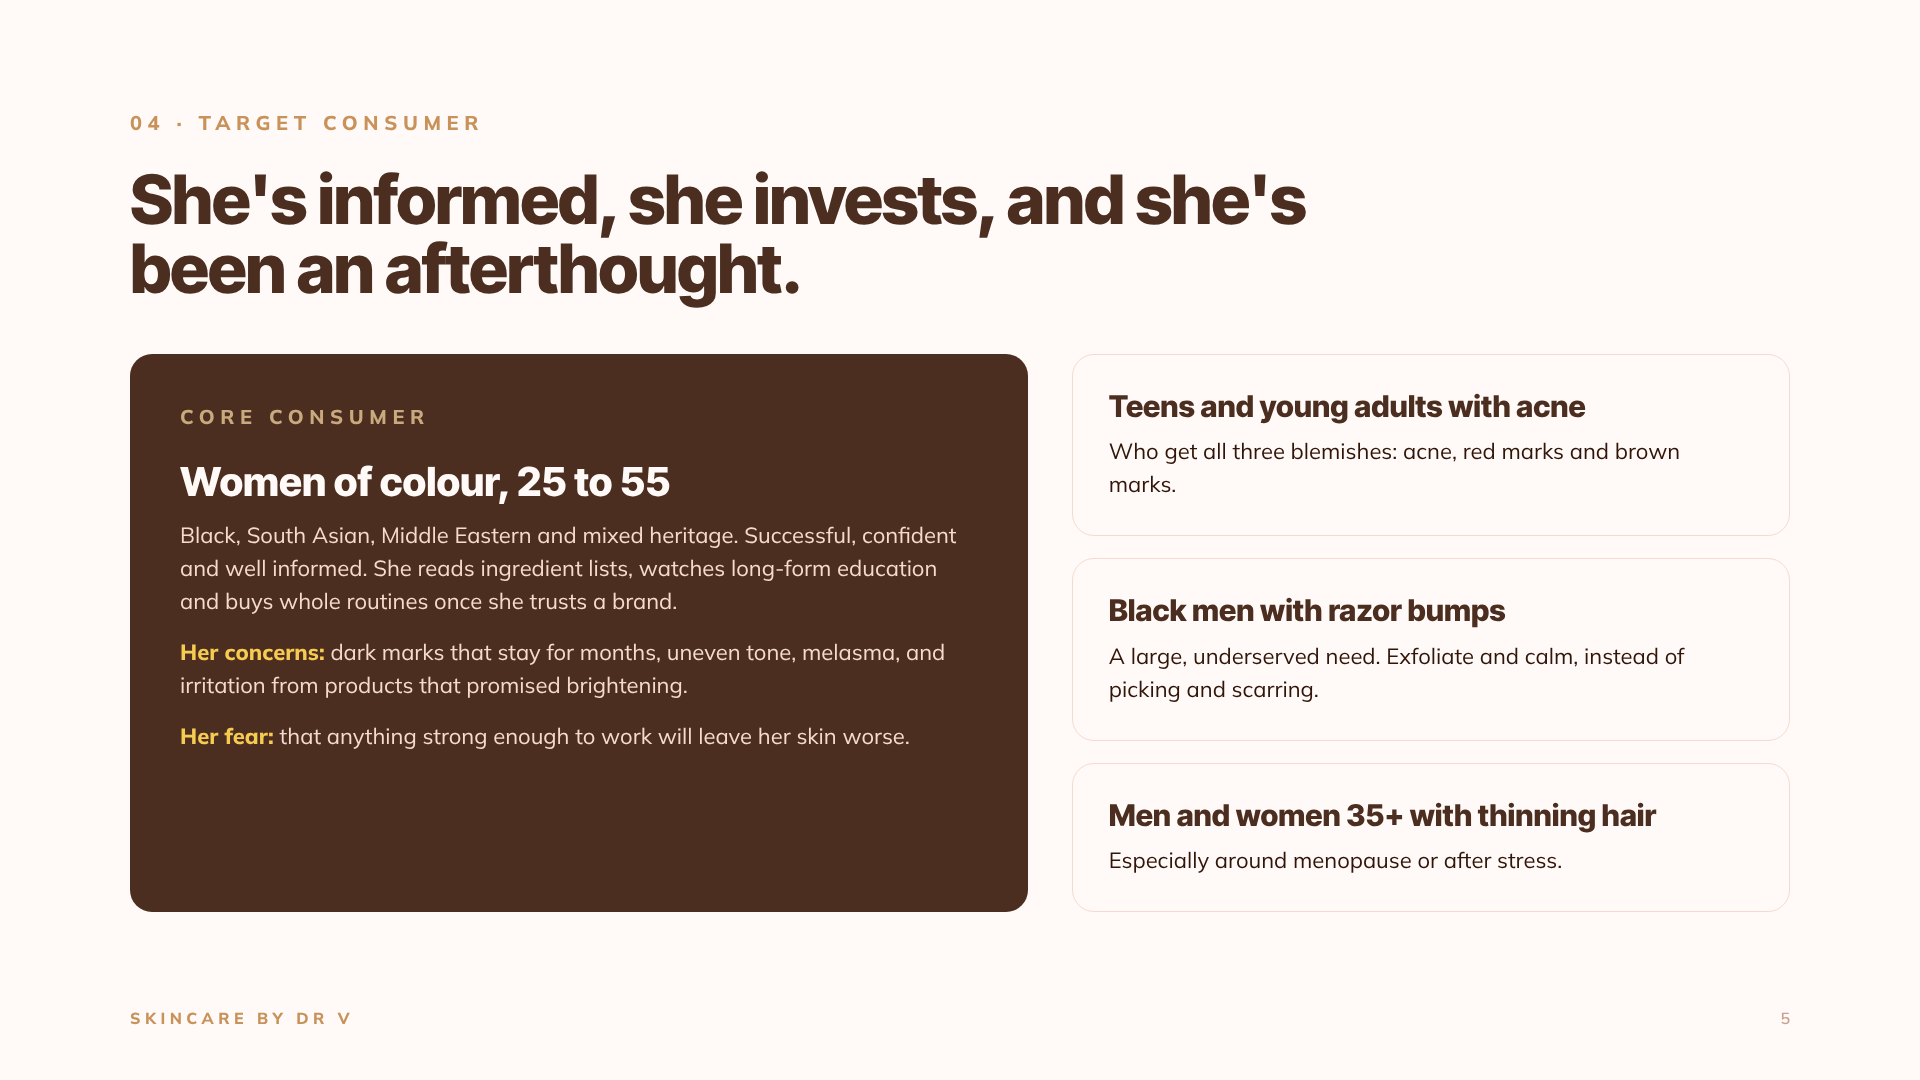 04 · TARGET CONSUMER
She's informed, she invests, and she's
been an afterthought.
CORE CONSUMER
Women of colour, 25 to 55
Black, South Asian, Middle Eastern and mixed heritage. Successful, confident
and well informed. She reads ingredient lists, watches long-form education
and buys whole routines once she trusts a brand.
Her concerns: dark marks that stay for months, uneven tone, melasma, and
irritation from products that promised brightening.
Her fear: that anything strong enough to work will leave her skin worse.
Teens and young adults with acne
Who get all three blemishes: acne, red marks and brown
marks.
Black men with razor bumps
A large, underserved need. Exfoliate and calm, instead of
picking and scarring.
Men and women 35+ with thinning hair
Especially around menopause or after stress.
SKINCARE BY DR V
5